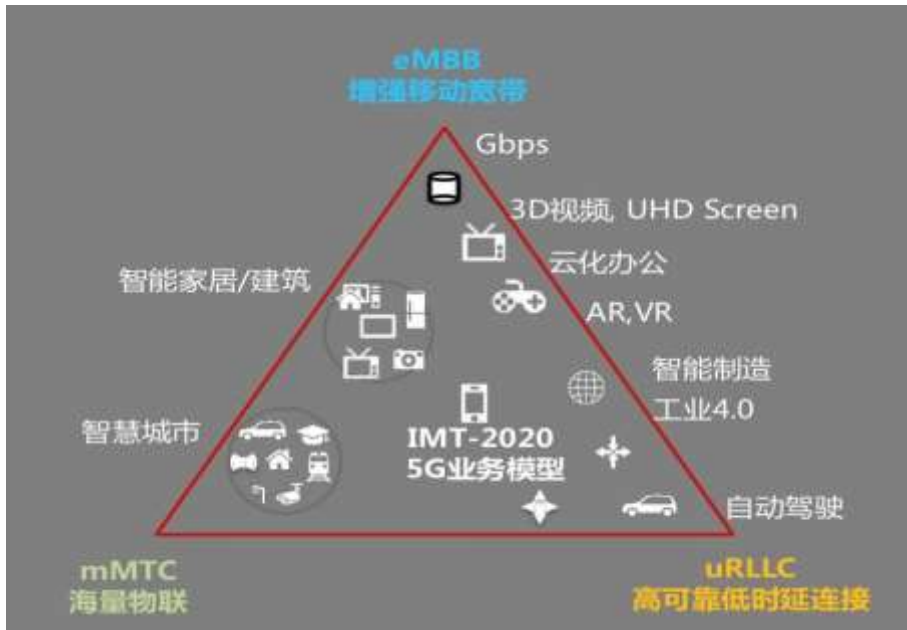 eMBB
增强移动宽带
Gbps
3D视频, UHD Screen
云化办公
智能家居/建筑
AR,VR
智能制造
工业4.0
智慧城市
IMT-2020
5G业务模型
自动驾驶
mMTC
海量物联
uRLLC
高可靠低时延连接